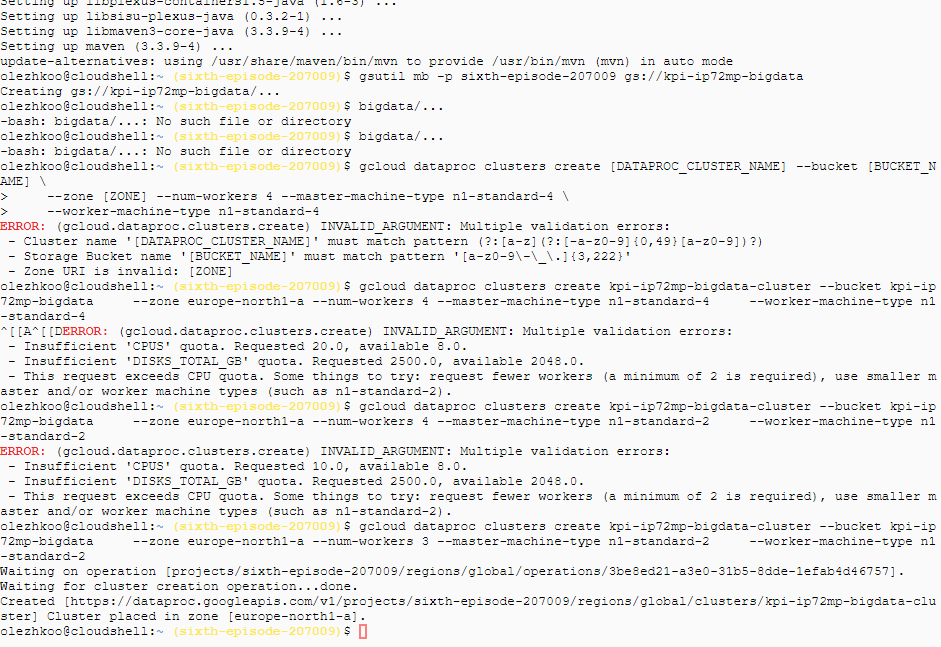 Setting up libplexus-containers1.5-java (1.6-3) ...
Setting up libsisu-plexus-java (0.3.2-1) ...
Setting up libmaven3-core-java (3.3.9-4) ...
Setting up maven (3.3.9-4) ...
update-alternatives: using /usr/share/maven/bin/mvn to provide /usr/bin/mvn (mvn) in auto mode
olezhkoo@cloudshell:~ (sixth-episode-207009)$ gsutil mb -p sixth-episode-207009 gs://kpi-ip72mp-bigdata
Creating gs://kpi-ip72mp-bigdata/...
olezhkoo@cloudshell:~ (sixth-episode-207009)$ bigdata/...
-bash: bigdata/...: No such file or directory
olezhkoo@cloudshell:~ (sixth-episode-207009)$ bigdata/...
-bash: bigdata/...: No such file or directory
olezhkoo@cloudshell:~ (sixth-episode-207009)$ gcloud dataproc clusters create [DATAPROC_CLUSTER_NAME] --bucket [BUCKET_N
AME] \
>     --zone [ZONE] --num-workers 4 --master-machine-type n1-standard-4 \
>     --worker-machine-type n1-standard-4
ERROR: (gcloud.dataproc.clusters.create) INVALID_ARGUMENT: Multiple validation errors:
 - Cluster name '[DATAPROC_CLUSTER_NAME]' must match pattern (?:[a-z](?:[-a-z0-9]{0,49}[a-z0-9])?)
 - Storage Bucket name '[BUCKET_NAME]' must match pattern '[a-z0-9\-\_\.]{3,222}'
 - Zone URI is invalid: [ZONE]
olezhkoo@cloudshell:~ (sixth-episode-207009)$ gcloud dataproc clusters create kpi-ip72mp-bigdata-cluster --bucket kpi-ip
72mp-bigdata     --zone europe-north1-a --num-workers 4 --master-machine-type n1-standard-4     --worker-machine-type n1
-standard-4
^[[A^[[DERROR: (gcloud.dataproc.clusters.create) INVALID_ARGUMENT: Multiple validation errors:
 - Insufficient 'CPUS' quota. Requested 20.0, available 8.0.
 - Insufficient 'DISKS_TOTAL_GB' quota. Requested 2500.0, available 2048.0.
 - This request exceeds CPU quota. Some things to try: request fewer workers (a minimum of 2 is required), use smaller m
aster and/or worker machine types (such as n1-standard-2).
olezhkoo@cloudshell:~ (sixth-episode-207009)$ gcloud dataproc clusters create kpi-ip72mp-bigdata-cluster --bucket kpi-ip
72mp-bigdata     --zone europe-north1-a --num-workers 4 --master-machine-type n1-standard-2     --worker-machine-type n1
-standard-2
ERROR: (gcloud.dataproc.clusters.create) INVALID_ARGUMENT: Multiple validation errors:
 - Insufficient 'CPUS' quota. Requested 10.0, available 8.0.
 - Insufficient 'DISKS_TOTAL_GB' quota. Requested 2500.0, available 2048.0.
 - This request exceeds CPU quota. Some things to try: request fewer workers (a minimum of 2 is required), use smaller m
aster and/or worker machine types (such as n1-standard-2).
olezhkoo@cloudshell:~ (sixth-episode-207009)$ gcloud dataproc clusters create kpi-ip72mp-bigdata-cluster --bucket kpi-ip
72mp-bigdata     --zone europe-north1-a --num-workers 3 --master-machine-type n1-standard-2     --worker-machine-type n1
-standard-2
Waiting on operation [projects/sixth-episode-207009/regions/global/operations/3be8ed21-a3e0-31b5-8dde-1efab4d46757].
Waiting for cluster creation operation...done.
Created [https://dataproc.googleapis.com/v1/projects/sixth-episode-207009/regions/global/clusters/kpi-ip72mp-bigdata-clu
ster] Cluster placed in zone [europe-north1-a].
olezhkoo@cloudshell:~ (sixth-episode-207009)$